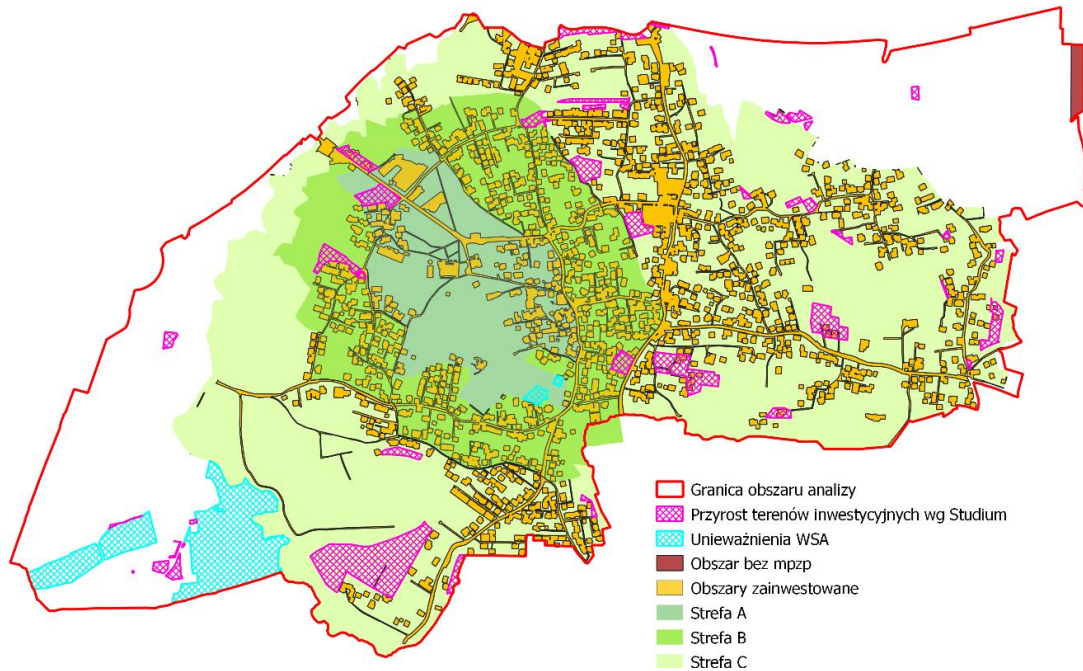 Granica obszaru analizy
Przyrost terenów inwestycyjnych wg Studium
Unieważnienia WSA
Obszar bez mpzp
Obszary zainwestowane
Strefa A
Strefa B
Strefa C